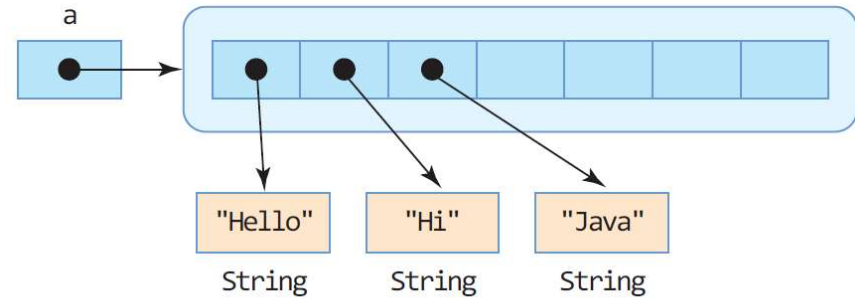 a
"Hello" "Hi" "Java"
String String String